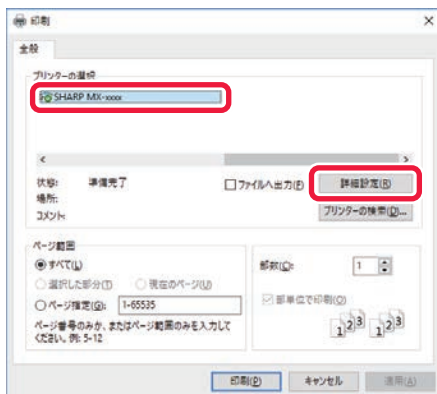 印刷
全般
プリンターの選択
SHARP MX-xxxx
状態: 準備完了
場所:
コメント:
ファイルへ出力(F)
詳細設定(R)
プリンターの検索(D)...
ページ範囲
すべて(L)
選択した部分(T) 現在のページ(U)
ページ指定(G): 1-65535
ページ番号のみか、またはページ範囲のみを入力して
ください。例: 5-12
部数(C): 1
部単位で印刷(O)
1 2 3 1 2 3
印刷(P) キャンセル 適用(A)